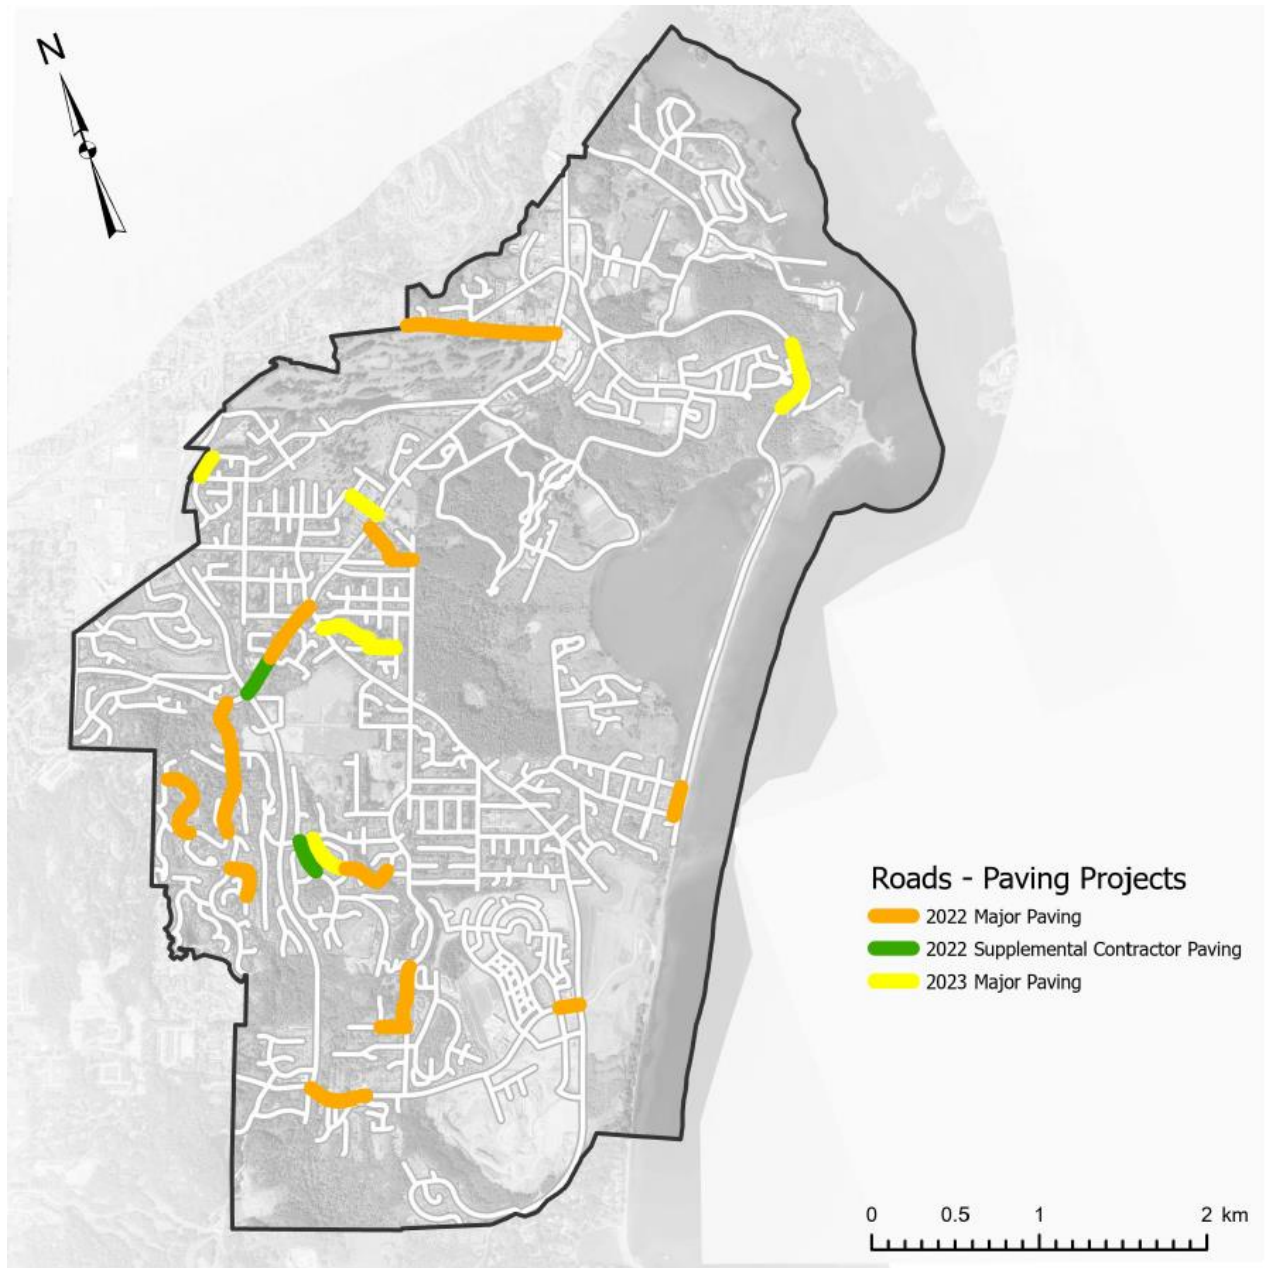 N
Roads - Paving Projects
2022 Major Paving
2022 Supplemental Contractor Paving
2023 Major Paving
0 0.5 1 2 km